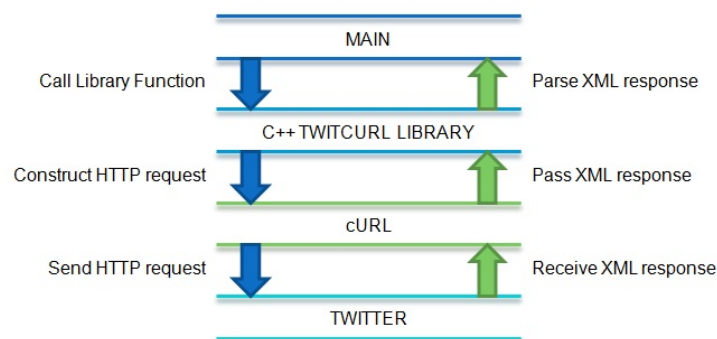 MAIN
Call Library Function
Parse XML response
C++ TWITCURL LIBRARY
Construct HTTP request
Pass XML response
cURL
Send HTTP request
Receive XML response
TWITTER